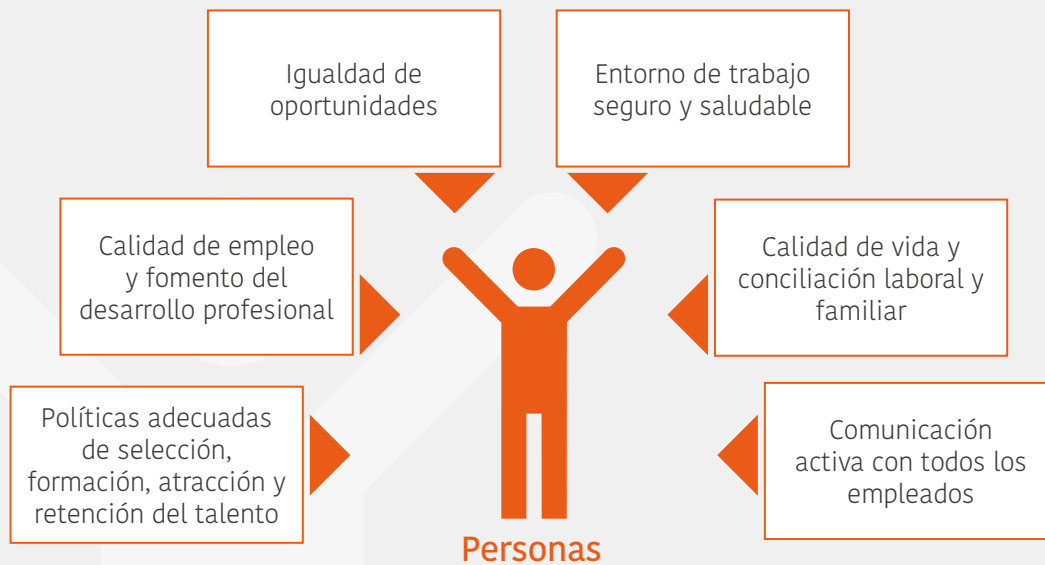 Igualdad de
oportunidades
Entorno de trabajo
seguro y saludable
Calidad de empleo
y fomento del
desarrollo profesional
Calidad de vida y
conciliación laboral y
familiar
Políticas adecuadas
de selección,
formación, atracción y
retención del talento
Comunicación
activa con todos los
empleados
Personas